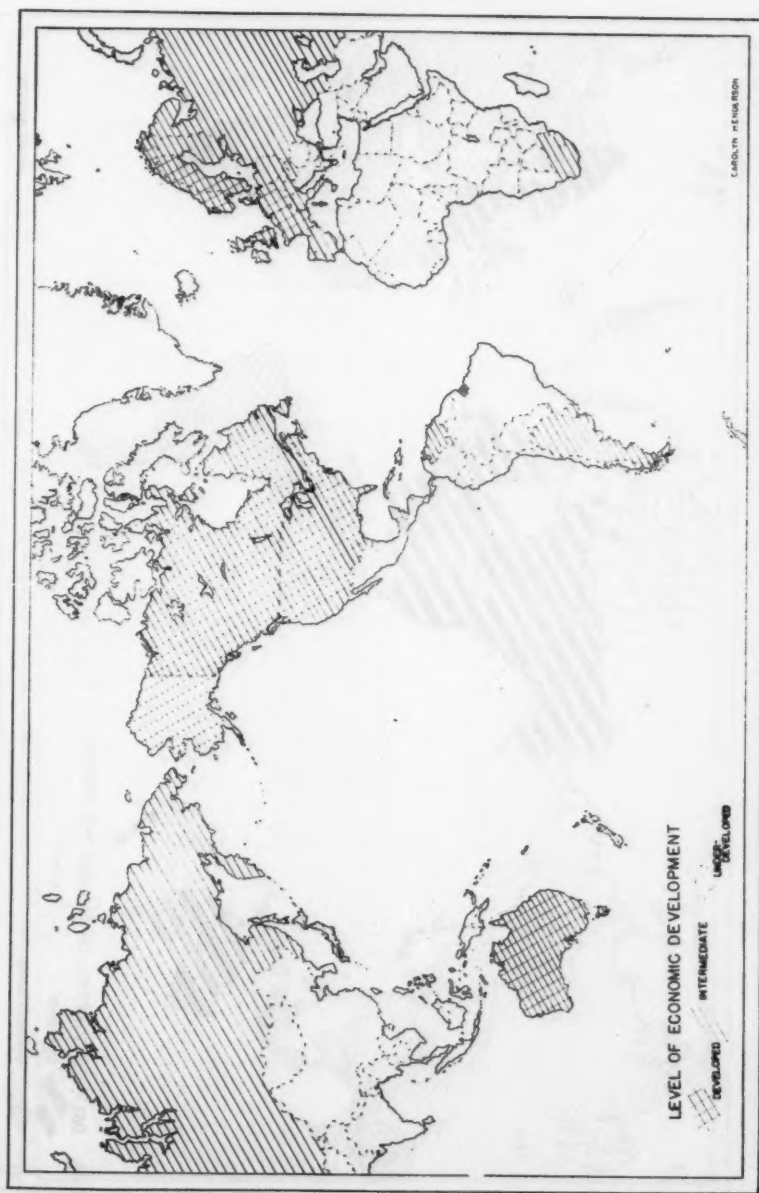 LEVEL OF ECONOMIC DEVELOPMENT
DEVELOPED
INTERMEDIATE
UNDER-
DEVELOPED
CAROLYN HENDERSON